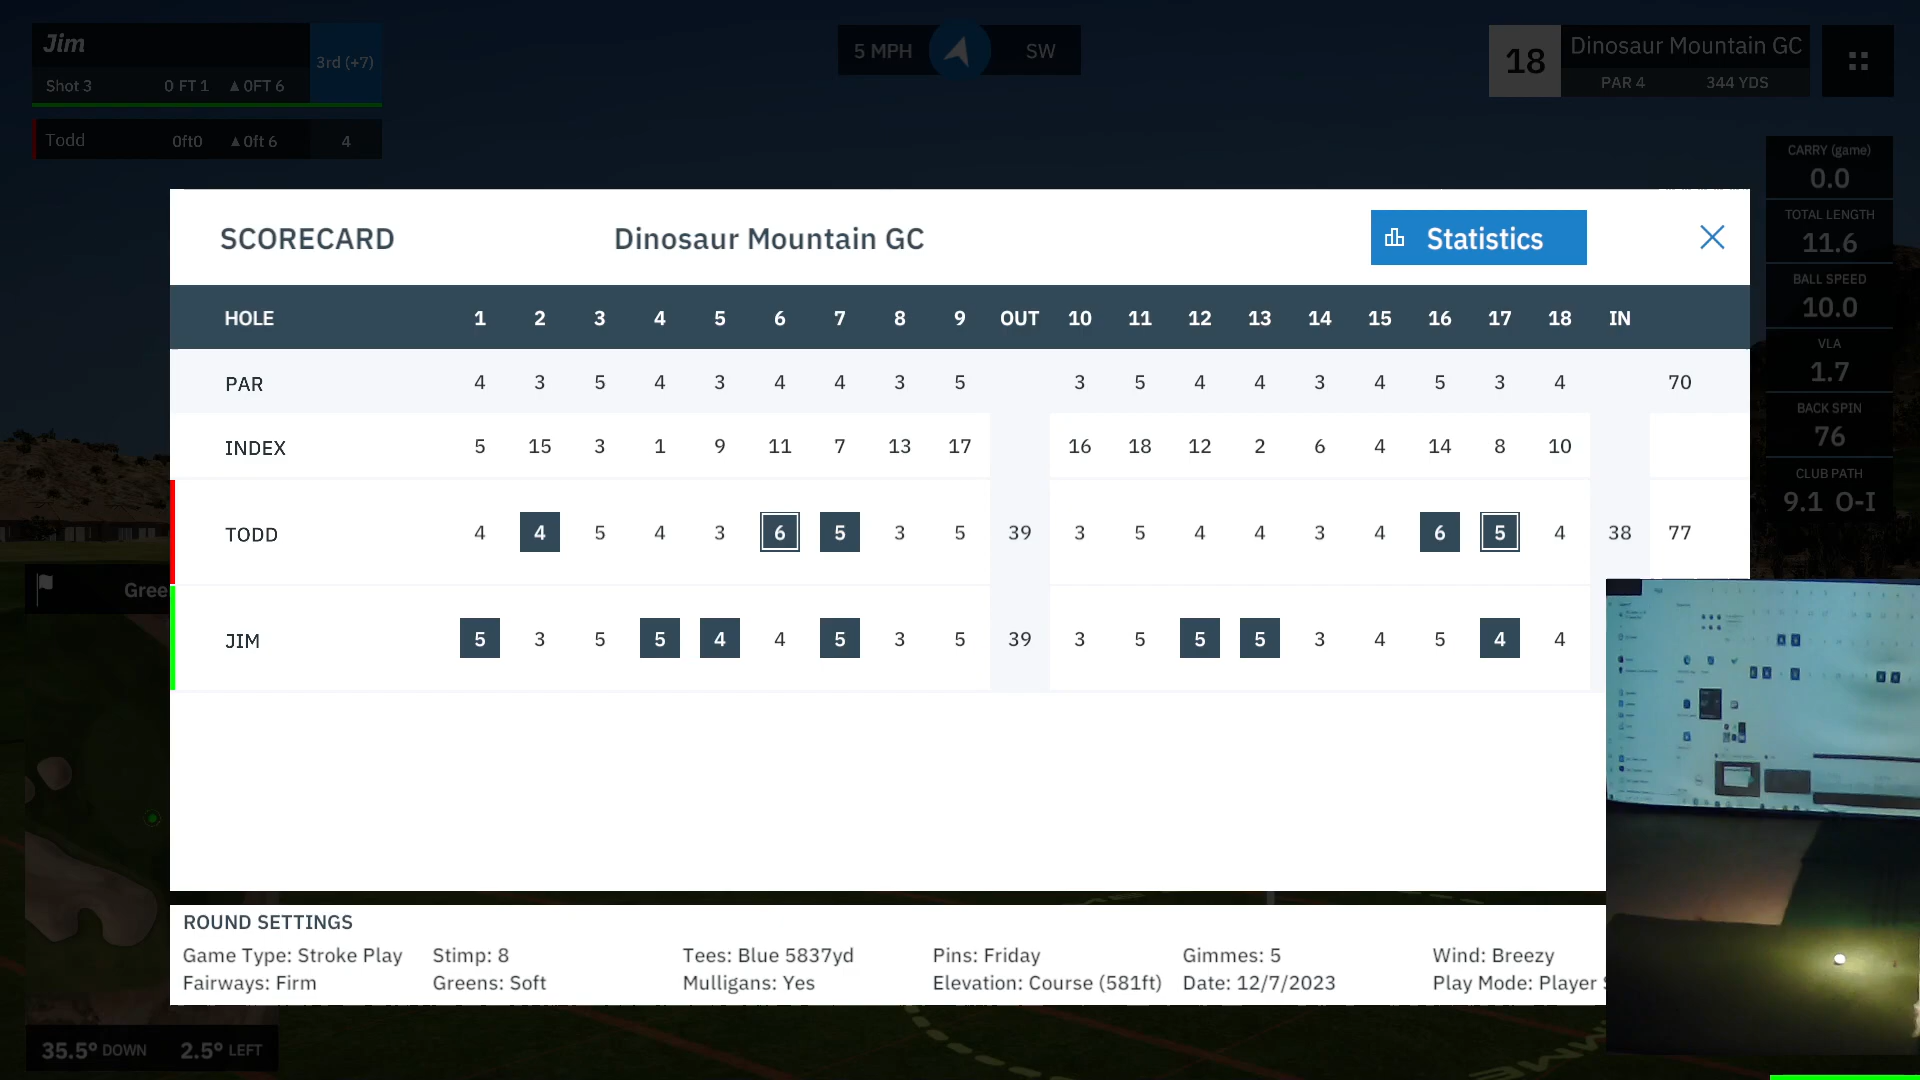 Jim
Shot 3 0 FT 1 ▲0FT 6
3rd (+7)
Todd 0ft0 ▲0ft 6 4
5 MPH SW
18 Dinosaur Mountain GC
PAR 4 344 YDS
CARRY (game)
0.0
TOTAL LENGTH
11.6
BALL SPEED
10.0
VLA
1.7
BACK SPIN
76
CLUB PATH
9.1 O-I
SCORECARD Dinosaur Mountain GC Statistics
HOLE 1 2 3 4 5 6 7 8 9 OUT 10 11 12 13 14 15 16 17 18 IN
PAR 4 3 5 4 3 4 4 3 5 3 5 4 4 3 4 5 3 4 70
INDEX 5 15 3 1 9 11 7 13 17 16 18 12 2 6 4 14 8 10
TODD 4 4 5 4 3 6 5 3 5 39 3 5 4 4 3 4 6 5 4 38 77
JIM 5 3 5 5 4 4 5 3 5 39 3 5 5 5 3 4 5 4 4
Gree
ROUND SETTINGS
Game Type: Stroke Play Stimp: 8 Tees: Blue 5837yd Pins: Friday Gimmes: 5 Wind: Breezy
Fairways: Firm Greens: Soft Mulligans: Yes Elevation: Course (581ft) Date: 12/7/2023 Play Mode: Player
35.5° DOWN 2.5° LEFT